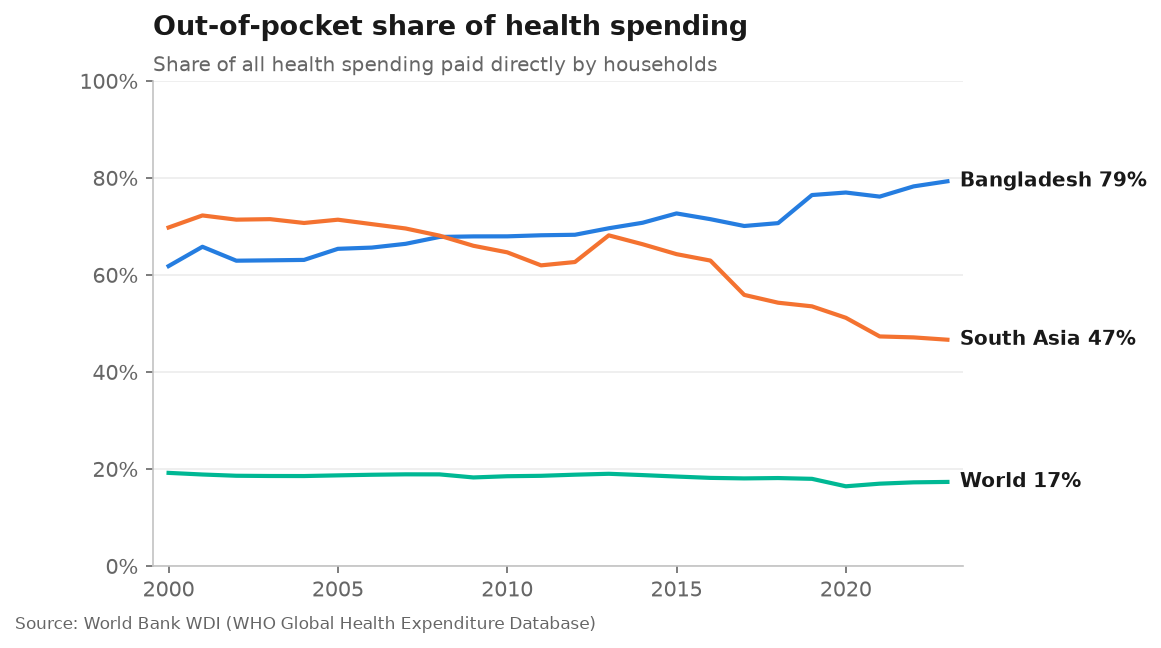 Out-of-pocket share of health spending
Share of all health spending paid directly by households
100%
80%
60%
40%
20%
0%
Bangladesh 79%
South Asia 47%
World 17%
2000
2005
2010
2015
2020
Source: World Bank WDI (WHO Global Health Expenditure Database)